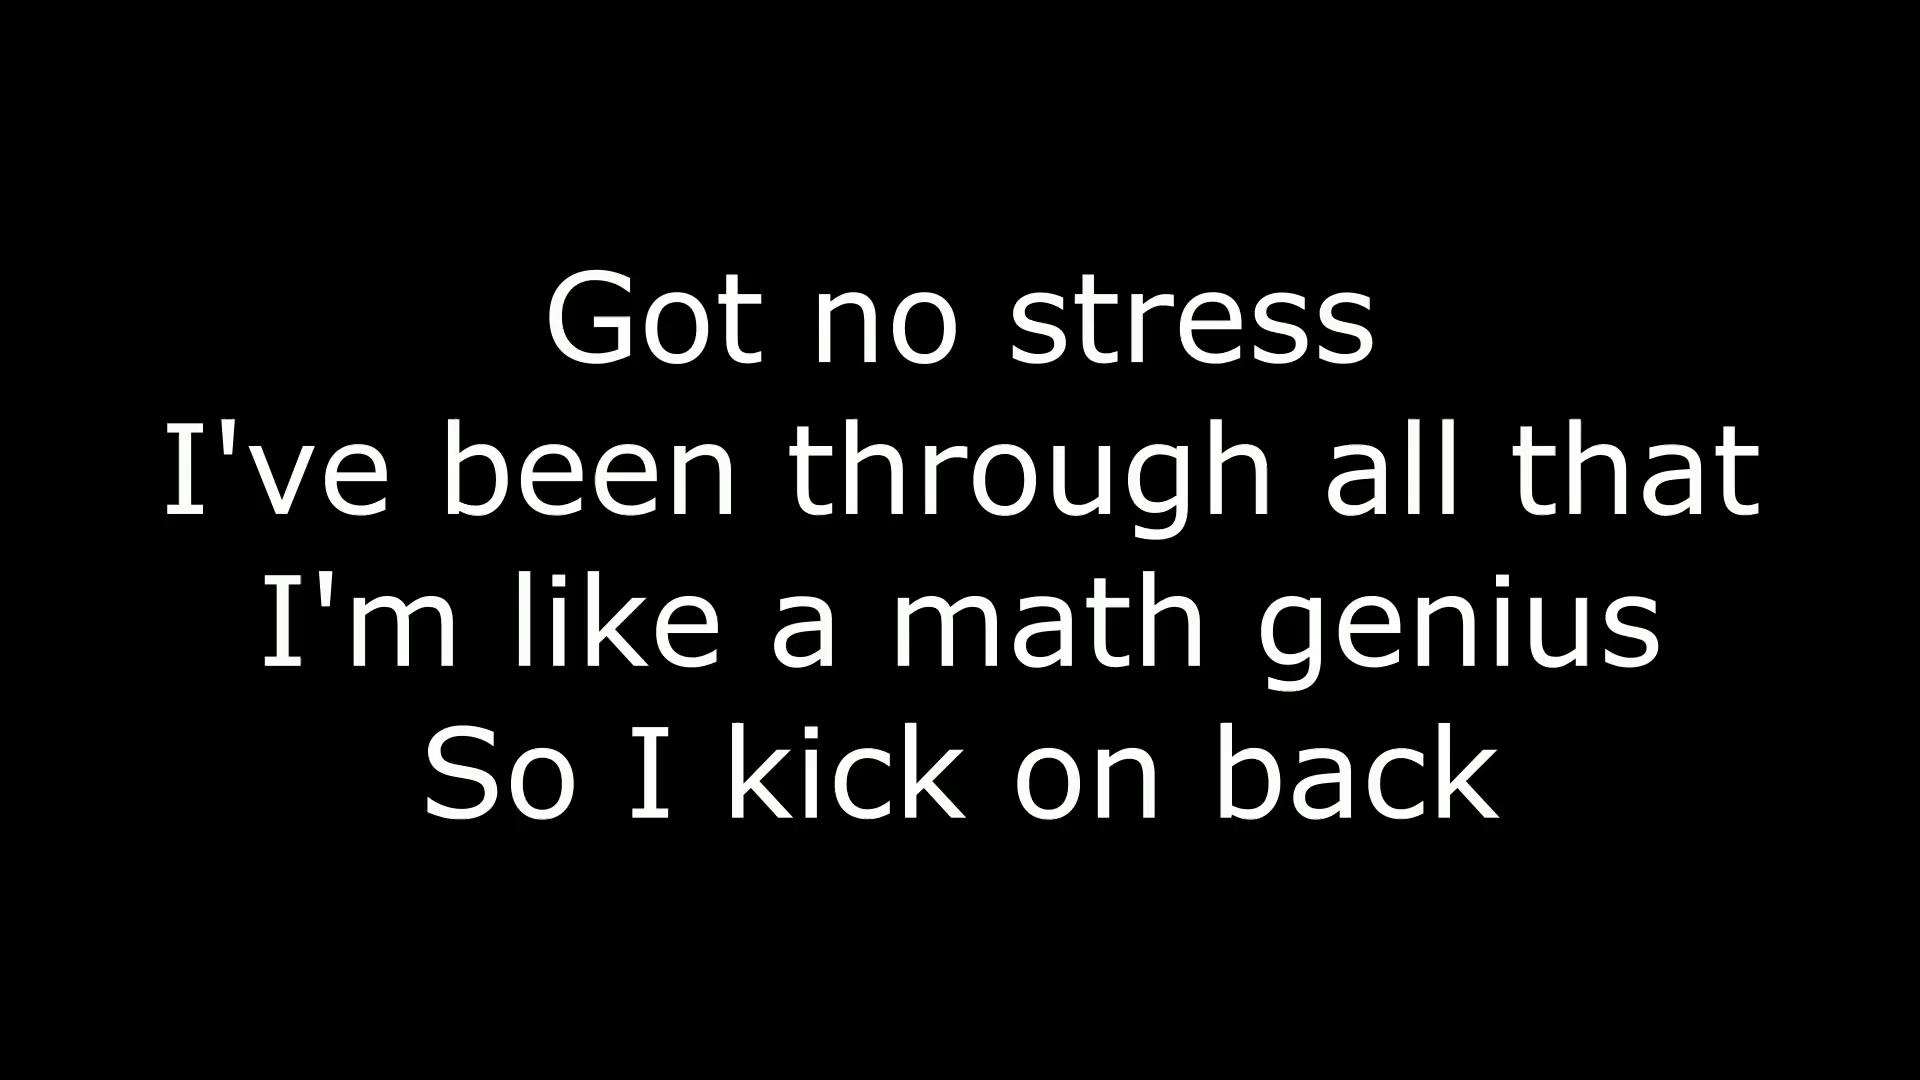 Got no stress
I've been through all that
I'm like a math genius
So I kick on back